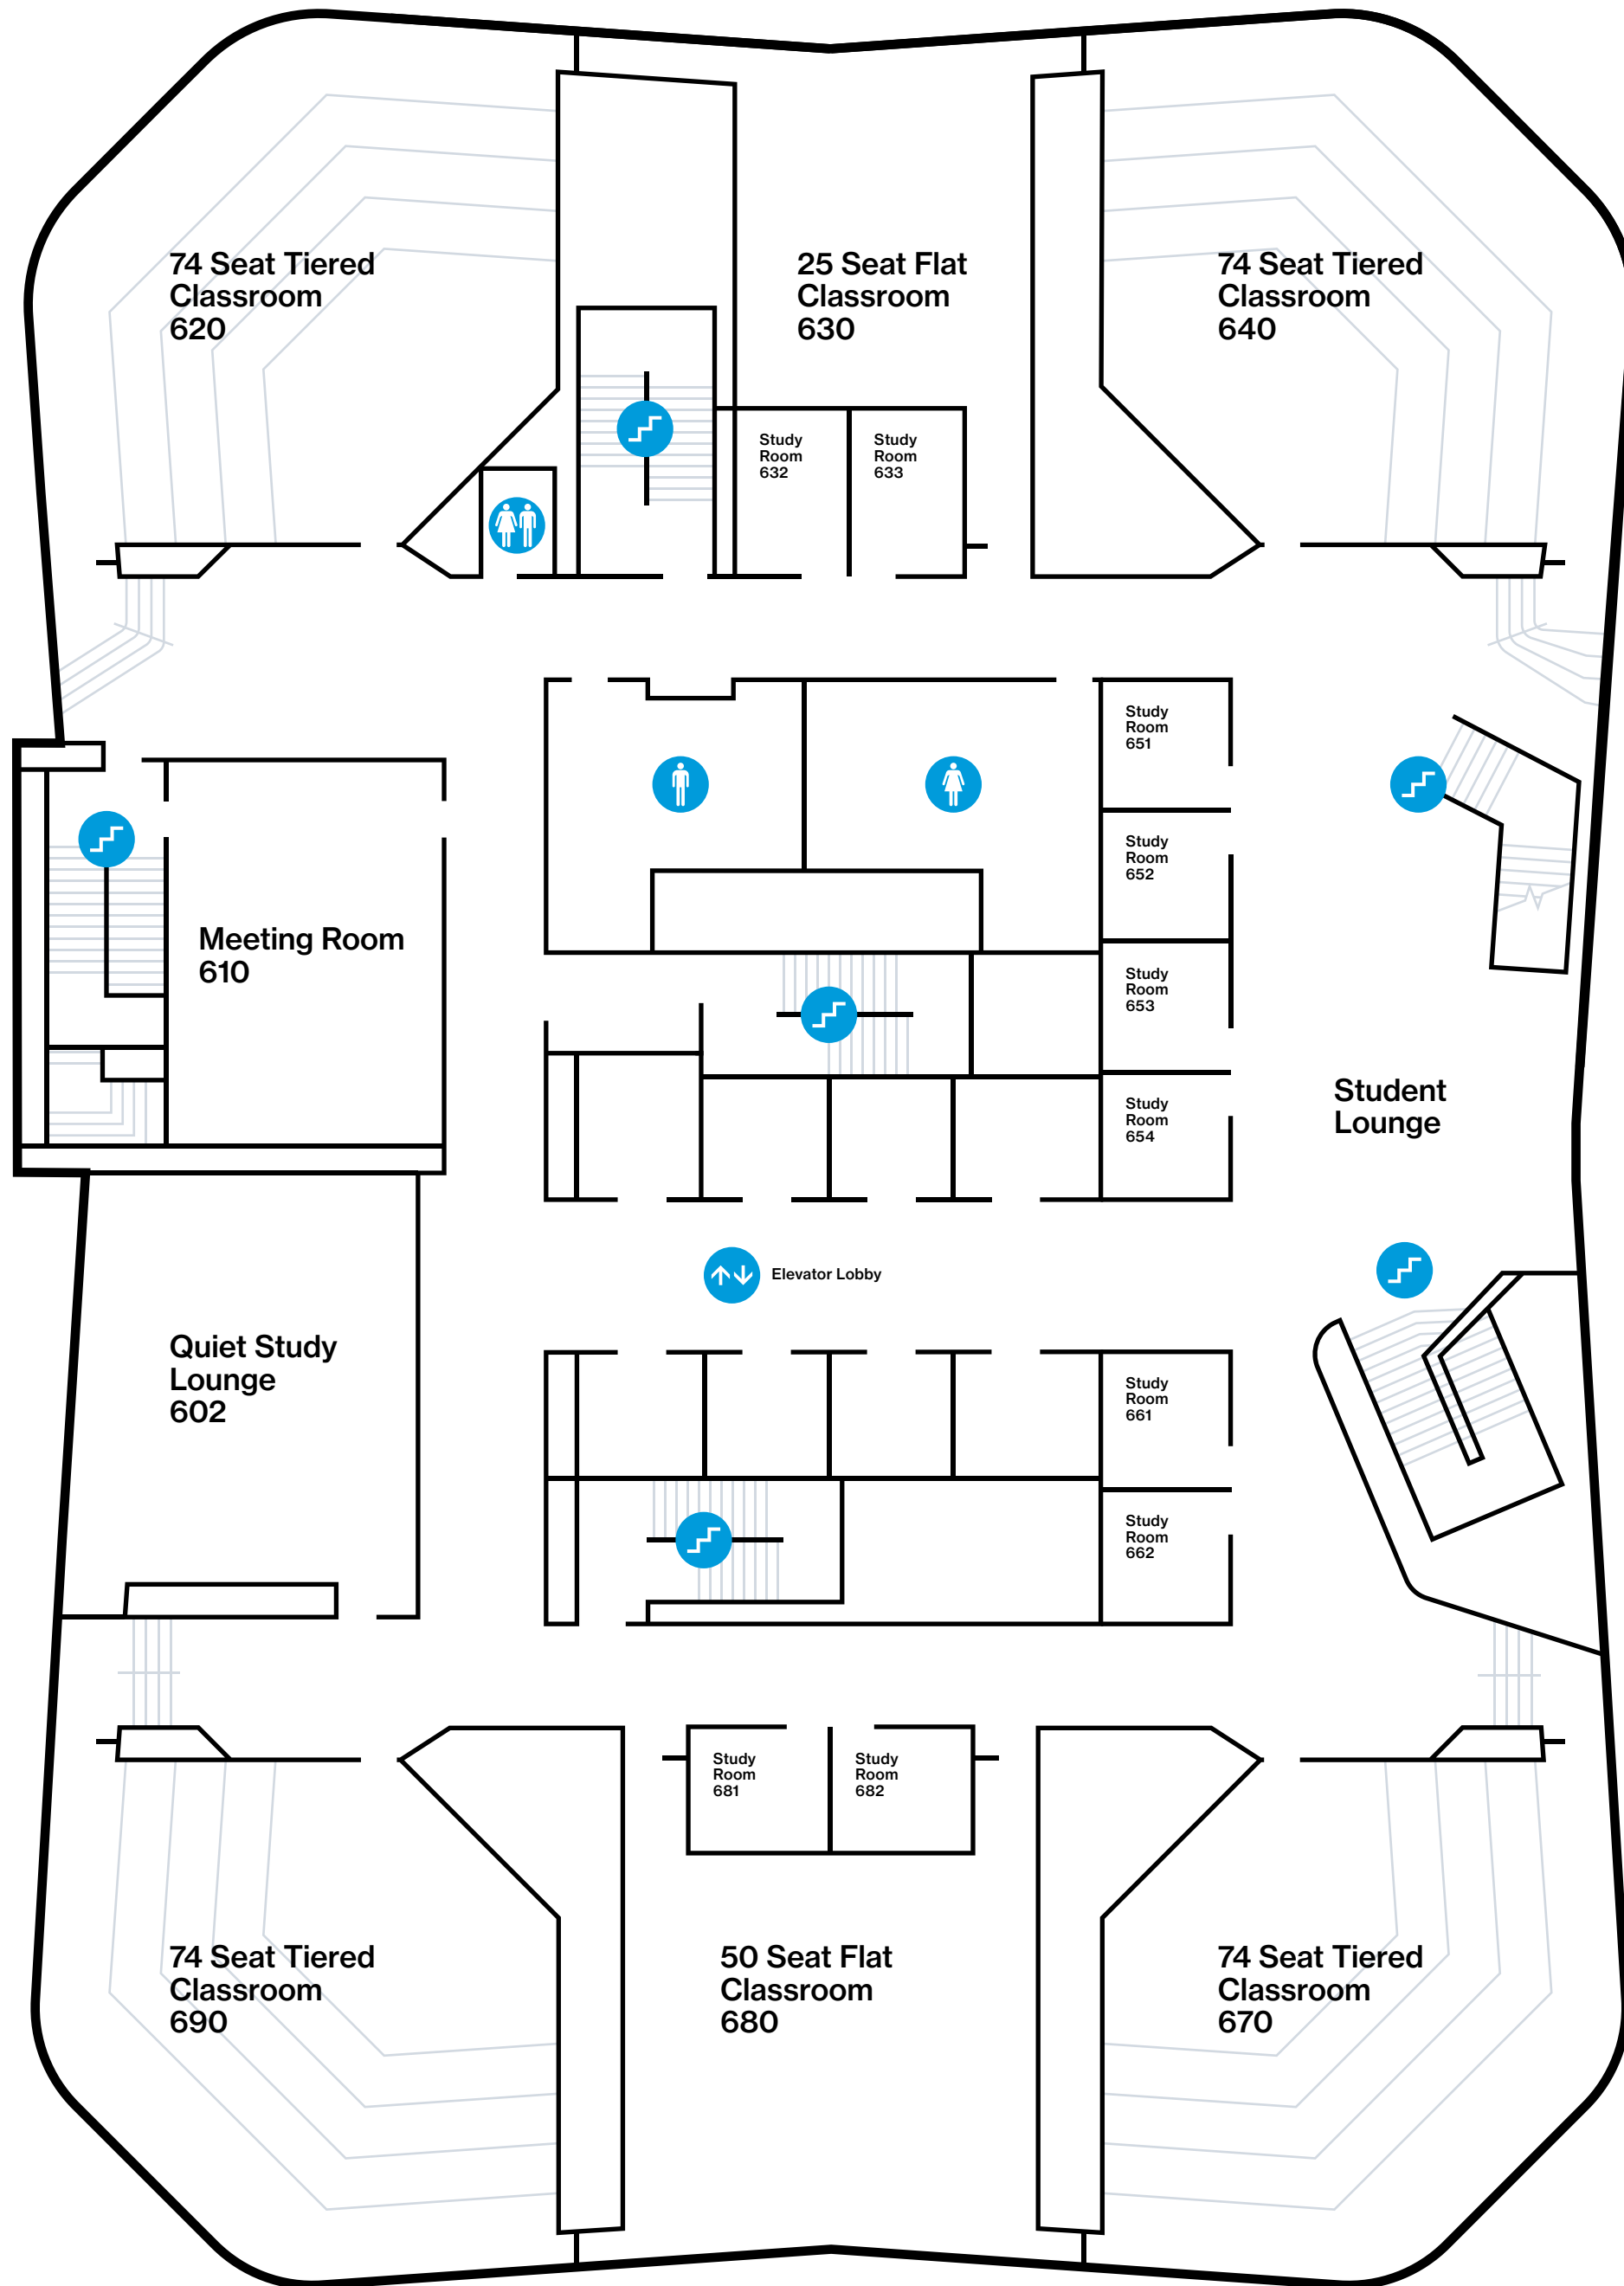 74 Seat Tiered
Classroom
620
25 Seat Flat
Classroom
630
74 Seat Tiered
Classroom
640
Study
Room
632
Study
Room
633
Study
Room
651
Study
Room
652
Meeting Room
610
Study
Room
653
Study
Room
654
Student
Lounge
Elevator Lobby
Quiet Study
Lounge
602
Study
Room
661
Study
Room
662
Study
Room
681
Study
Room
682
74 Seat Tiered
Classroom
690
50 Seat Flat
Classroom
680
74 Seat Tiered
Classroom
670